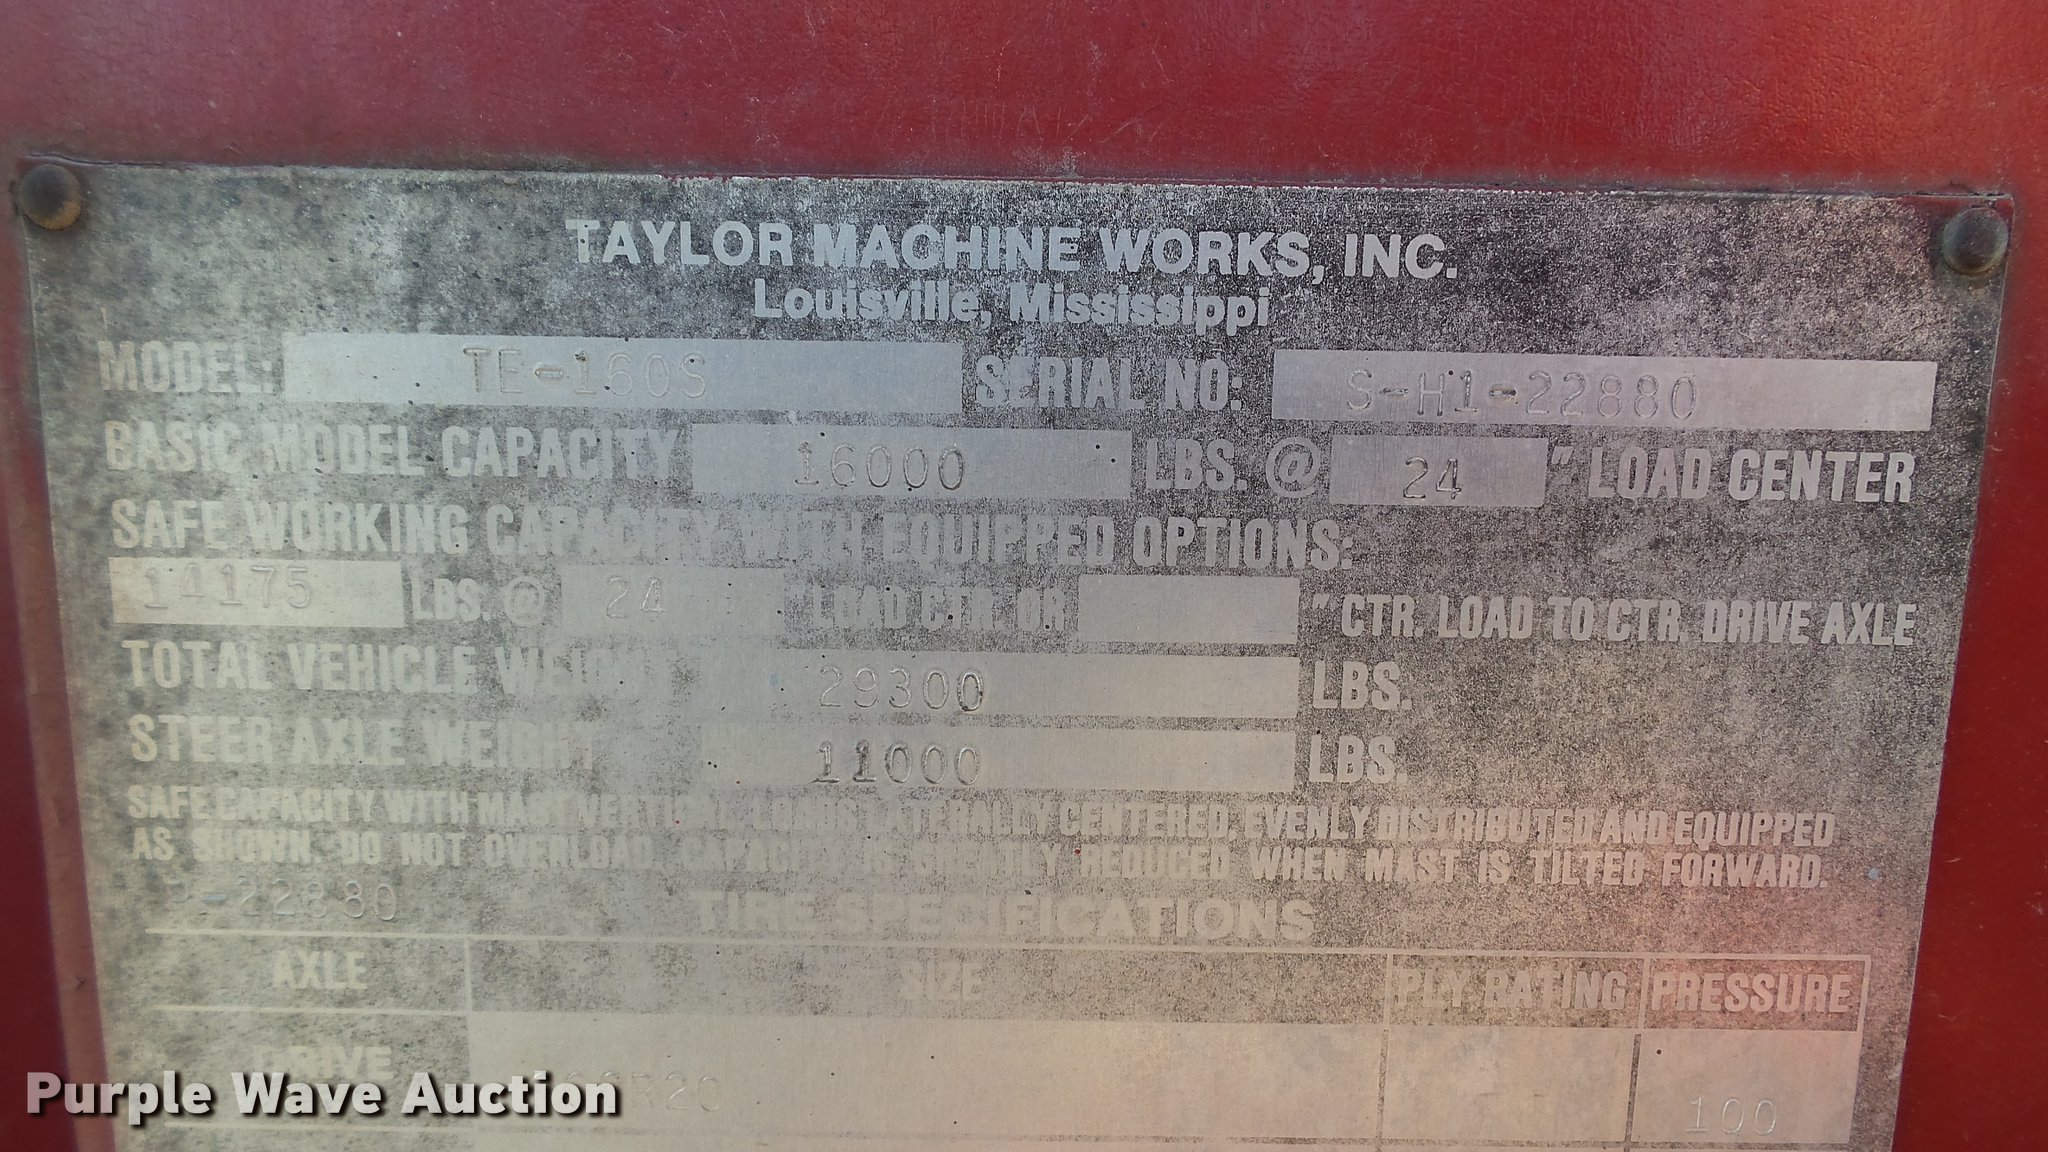 TAYLOR MACHINE WORKS, INC.
Louisville, Mississippi
MODEL: TE-160S SERIAL NO: S-H1-22880
BASIC MODEL CAPACITY 16000 LBS. @ 24 " LOAD CENTER
SAFE WORKING CAPACITY WITH EQUIPPED OPTIONS:
14175 LBS. @ 24 "LOAD CTR. OR " CTR. LOAD TO CTR. DRIVE AXLE
TOTAL VEHICLE WEIGHT 29300 LBS.
STEER AXLE WEIGHT 11000 LBS.
SAFE CAPACITY WITH MAST VERTICAL LOADS LATERALLY CENTERED, EVENLY DISTRIBUTED AND EQUIPPED
AS SHOWN. DO NOT OVERLOAD. CAPACITY IS GREATLY REDUCED WHEN MAST IS TILTED FORWARD.
-22880
TIRE SPECIFICATIONS
AXLE SIZE PLY RATING PRESSURE
DRIVE 100
Purple Wave Auction